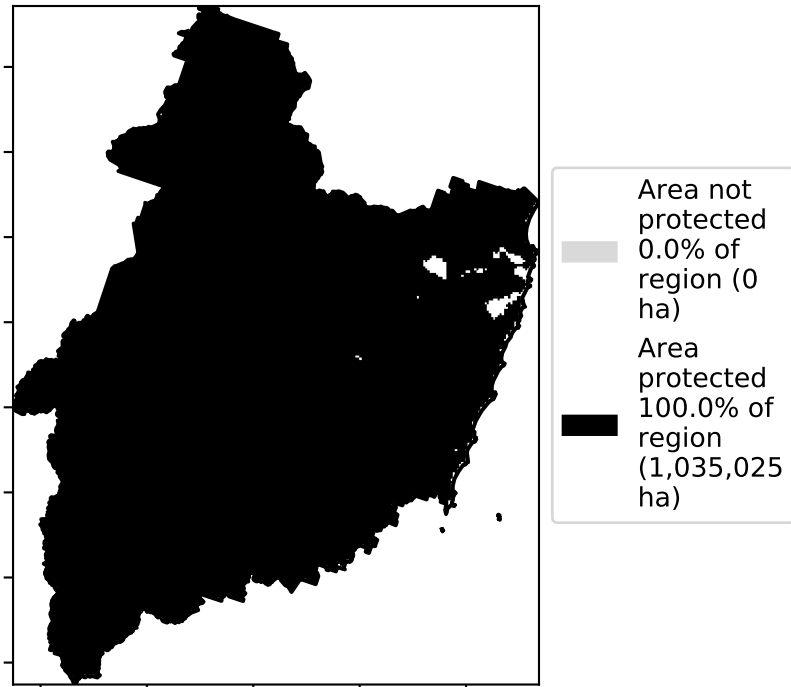 Area not
protected
0.0% of
region (0
ha)
Area
protected
100.0% of
region
(1,035,025
ha)